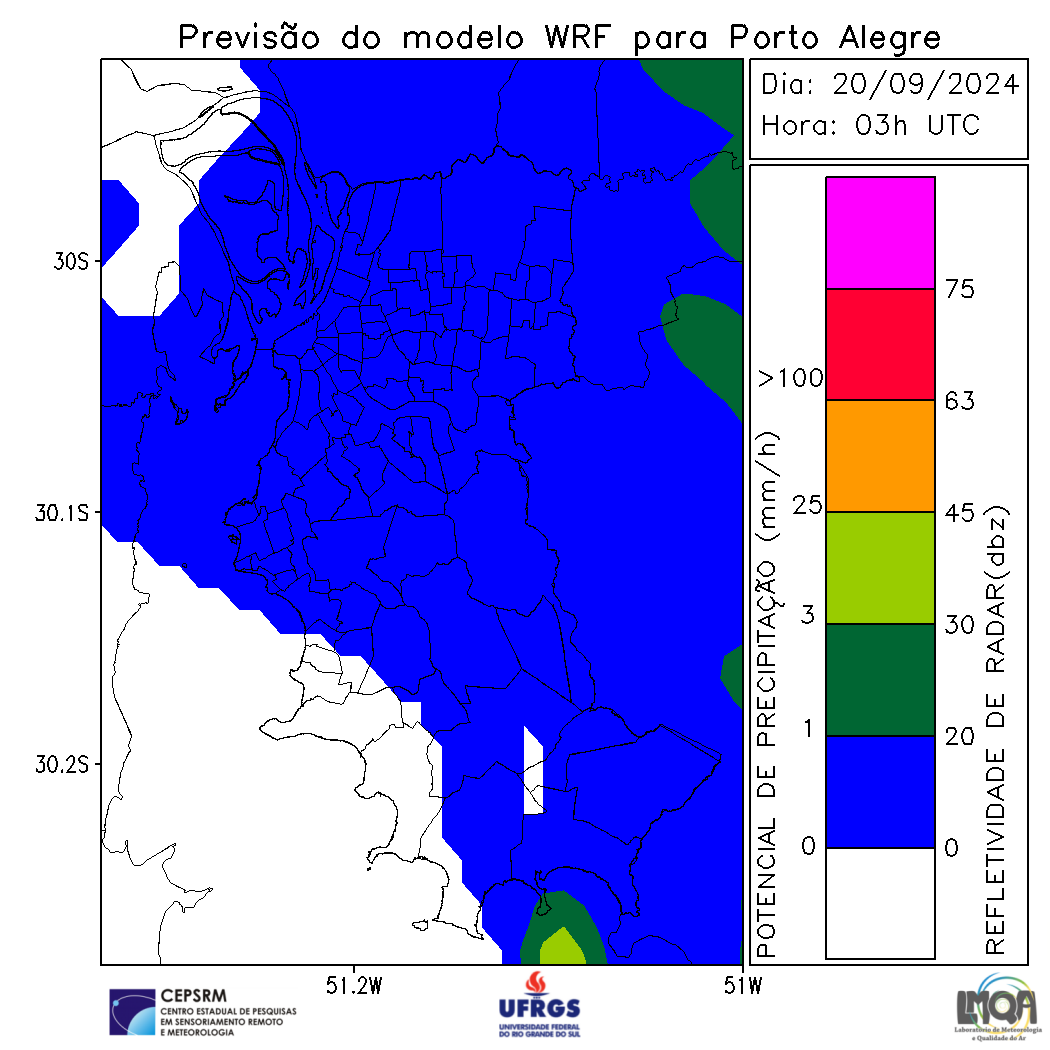 Previsão do modelo WRF para Porto Alegre
Dia: 20/09/2024
Hora: 03h UTC
30S
30.1S
30.2S
51.2W
51W
POTENCIAL DE PRECIPITAÇÃO (mm/h)
>100
25
3
1
0
75
63
45
30
20
0
REFLETIVIDADE DE RADAR(dbz)
CEPSRM
CENTRO ESTADUAL DE PESQUISAS
EM SENSORIAMENTO REMOTO
E METEOROLOGIA
UFRGS
UNIVERSIDADE FEDERAL
DO RIO GRANDE DO SUL
LMQA
Laboratório de Meteorologia
e Qualidade do Ar